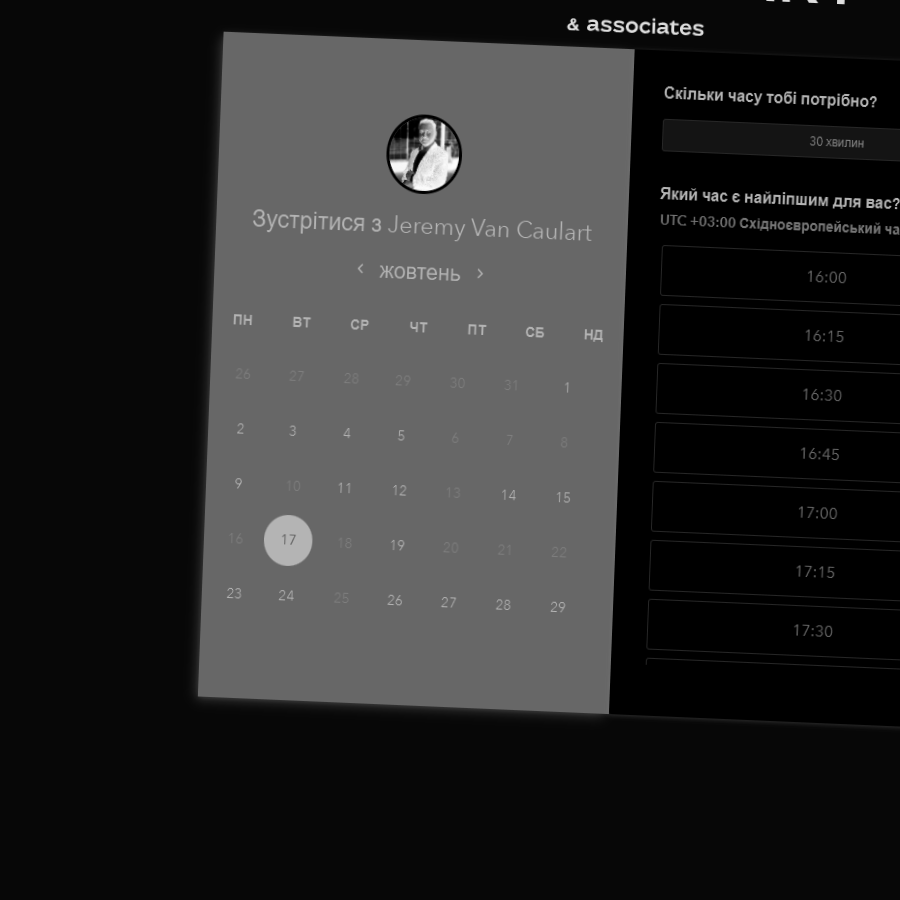 & associates
Зустрітися з Jeremy Van Caulart
‹ жовтень ›
ПН ВТ СР ЧТ ПТ СБ НД
26 27 28 29 30 31 1
2 3 4 5 6 7 8
9 10 11 12 13 14 15
16 17 18 19 20 21 22
23 24 25 26 27 28 29
Скільки часу тобі потрібно?
30 хвилин
Який час є найліпшим для вас?
UTC +03:00 Східноєвропейський
16:00
16:15
16:30
16:45
17:00
17:15
17:30